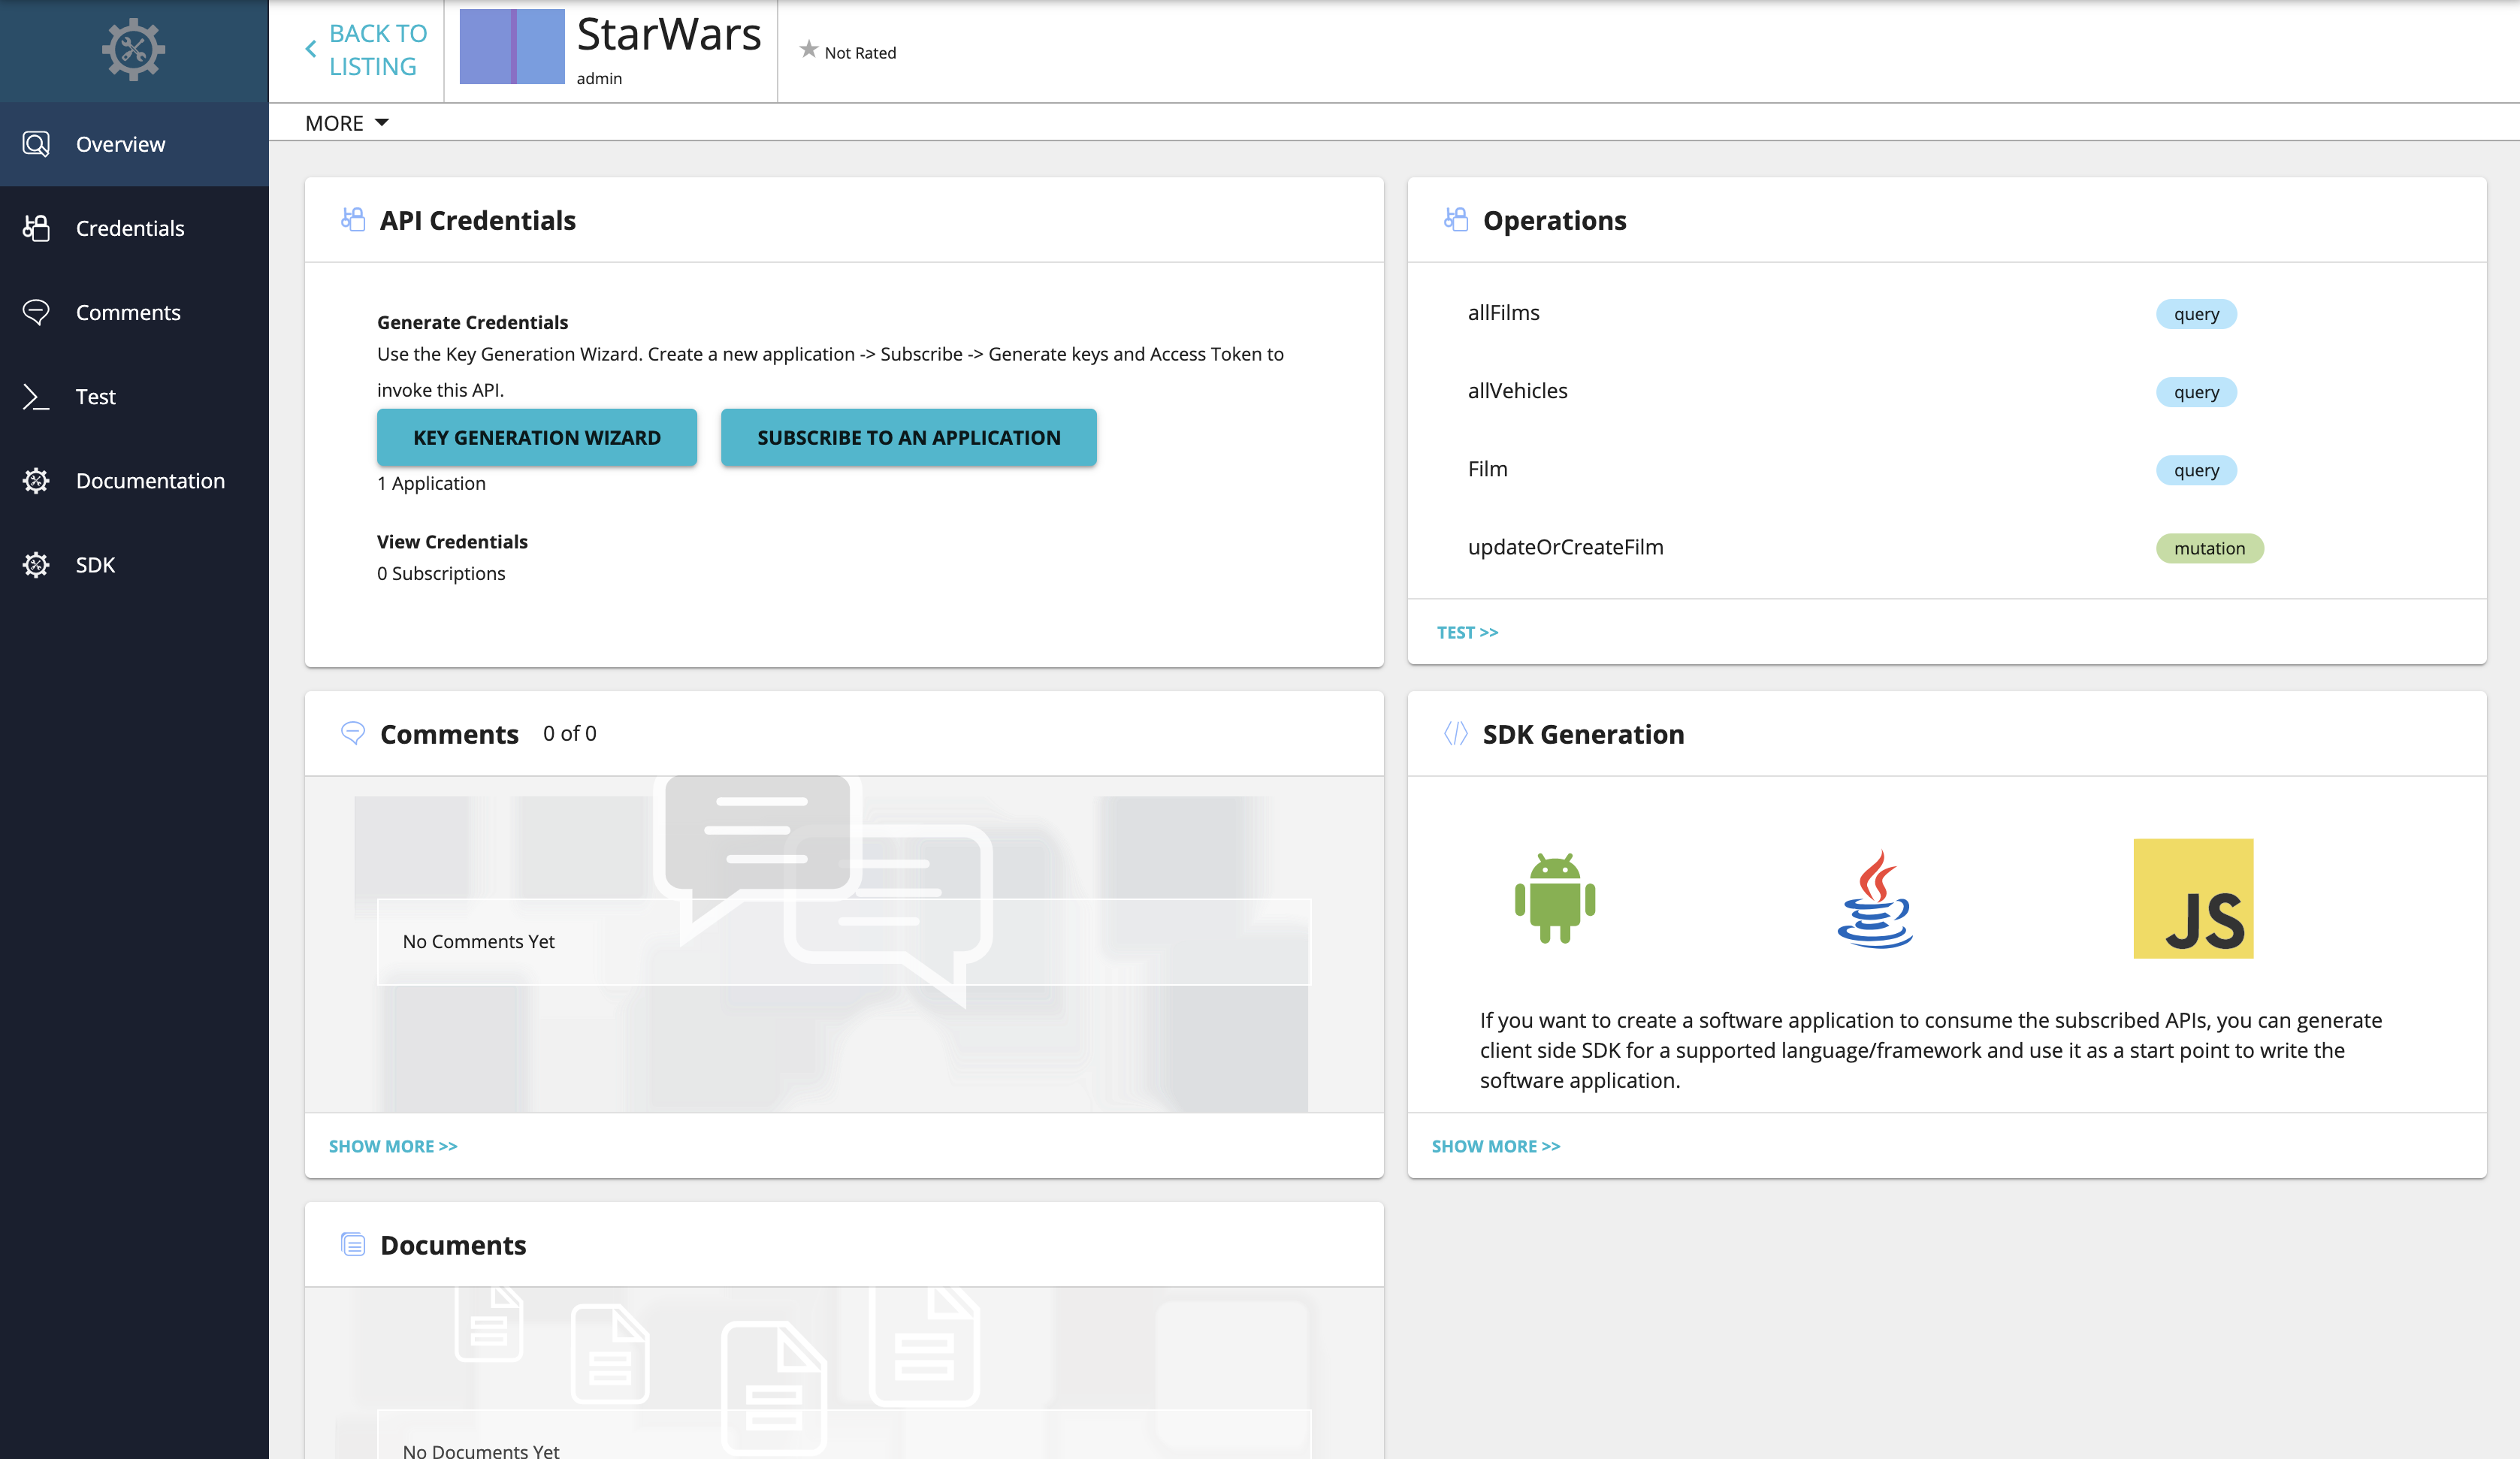 BACK TO
LISTING
StarWars
admin
Not Rated
MORE
Overview
Credentials
Comments
Test
Documentation
SDK
API Credentials
Generate Credentials
Use the Key Generation Wizard. Create a new application -> Subscribe -> Generate keys and Access Token to
invoke this API.
KEY GENERATION WIZARD
SUBSCRIBE TO AN APPLICATION
1 Application
View Credentials
0 Subscriptions
Operations
allFilms
query
allVehicles
query
Film
query
updateOrCreateFilm
mutation
TEST >>
Comments
0 of 0
No Comments Yet
SHOW MORE >>
SDK Generation
JS
If you want to create a software application to consume the subscribed APIs, you can generate
client side SDK for a supported language/framework and use it as a start point to write the
software application.
SHOW MORE >>
Documents
No Documents Yet